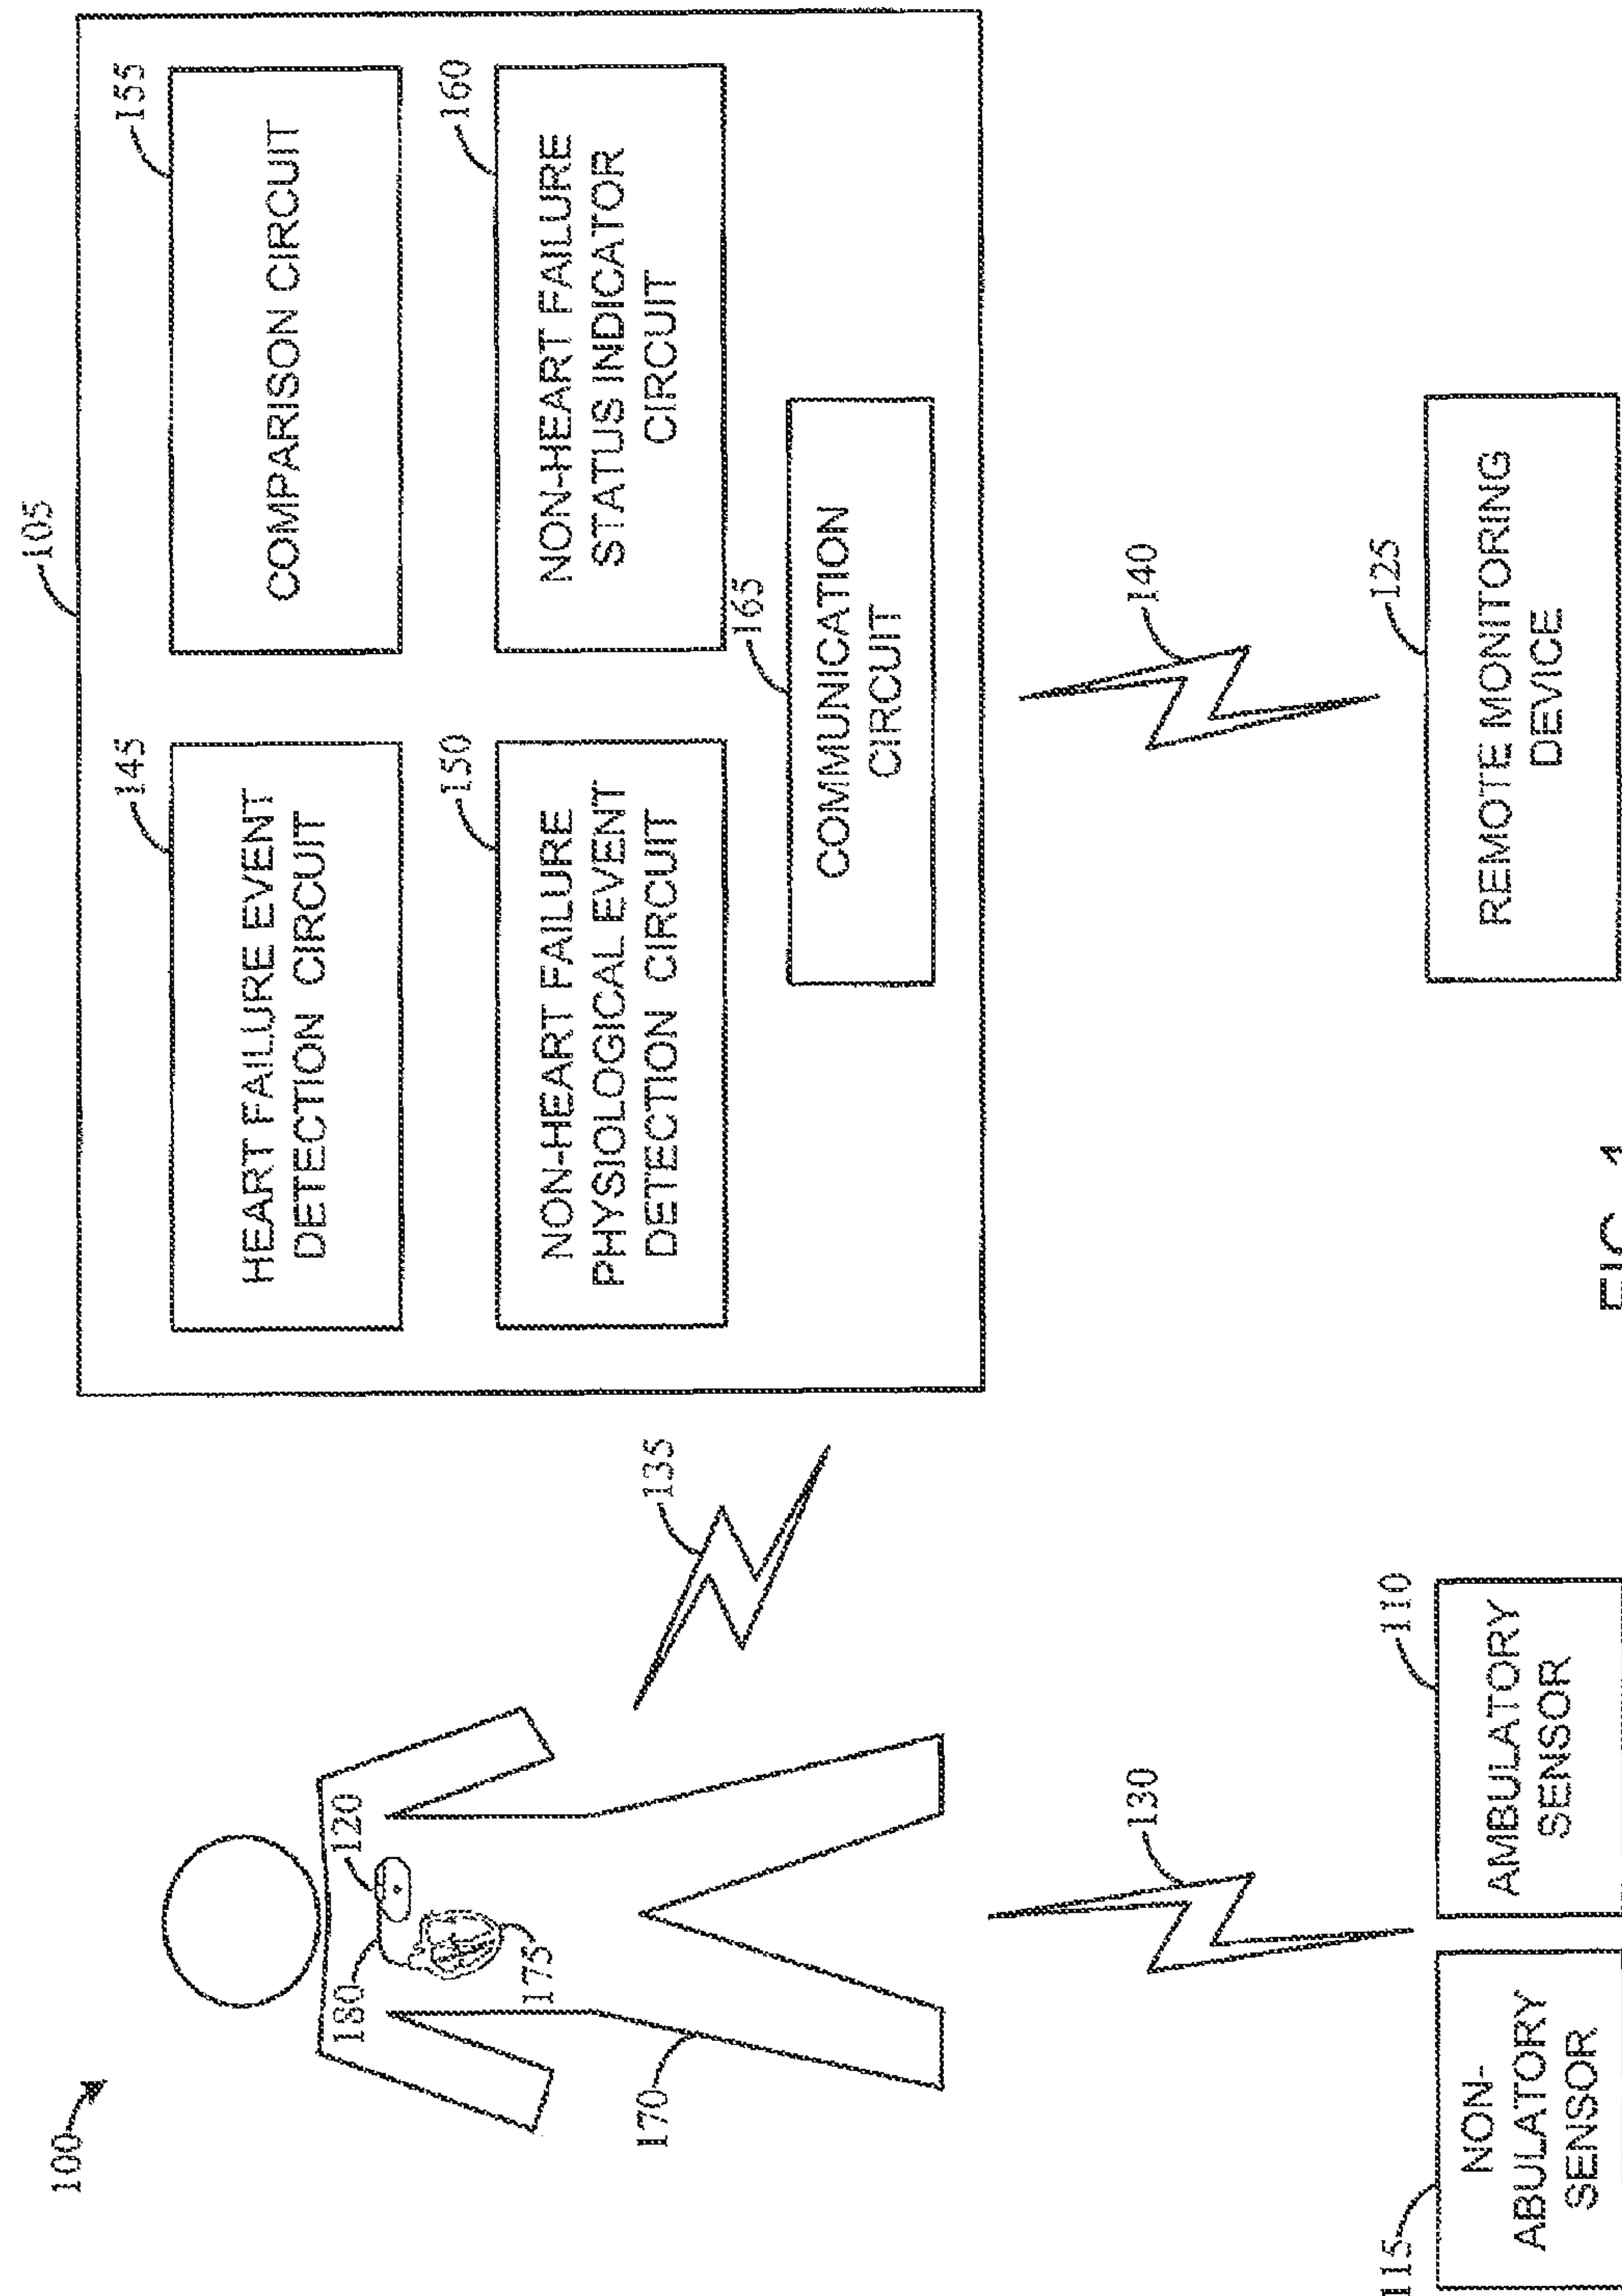 100
105
145
HEART FAILURE EVENT
DETECTION CIRCUIT
155
COMPARISON CIRCUIT
150
NON-HEART FAILURE
PHYSIOLOGICAL EVENT
DETECTION CIRCUIT
160
NON-HEART FAILURE
STATUS INDICATOR
CIRCUIT
165
COMMUNICATION
CIRCUIT
180
120
175
170
135
130
140
115
NON-
ABULATORY
SENSOR
110
AMBULATORY
SENSOR
125
REMOTE MONITORING
DEVICE